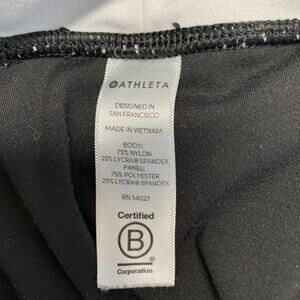 ATHLETA
DESIGNED IN
SAN FRANCISCO
MADE IN VIETNAM
BODY:
75% NYLON
25% LYCRA® SPANDEX
PANEL:
75% POLYESTER
25% LYCRA® SPANDEX
RN 54023
Certified
B
Corporation